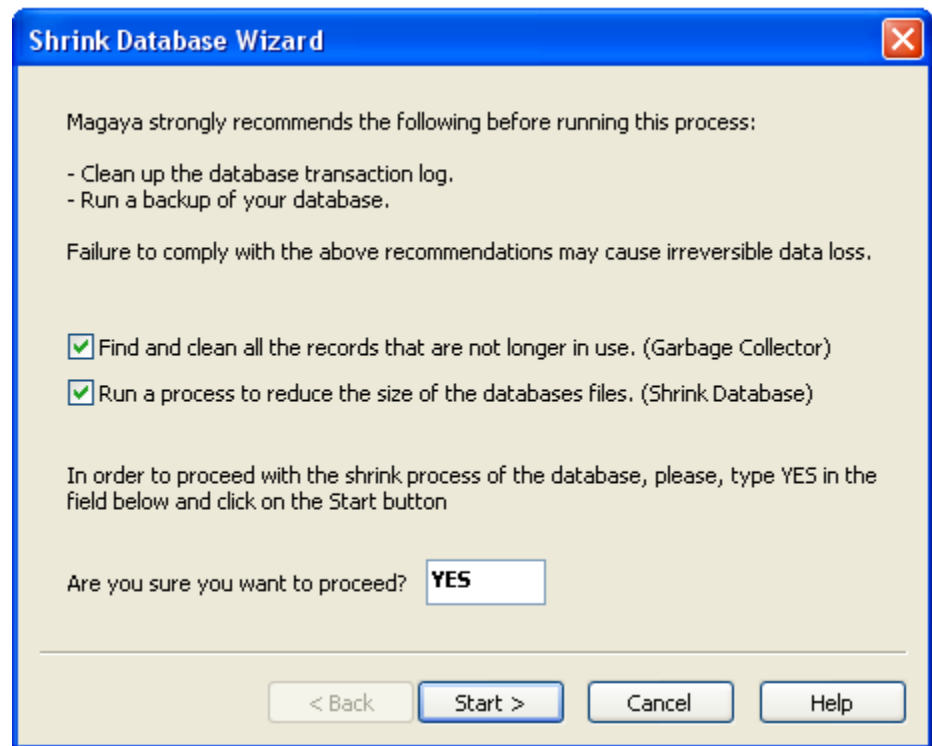 Shrink Database Wizard
Magaya strongly recommends the following before running this process:
- Clean up the database transaction log.
- Run a backup of your database.
Failure to comply with the above recommendations may cause irreversible data loss.
Find and clean all the records that are not longer in use. (Garbage Collector)
Run a process to reduce the size of the databases files. (Shrink Database)
In order to proceed with the shrink process of the database, please, type YES in the
field below and click on the Start button
Are you sure you want to proceed? YES
< Back Start > Cancel Help